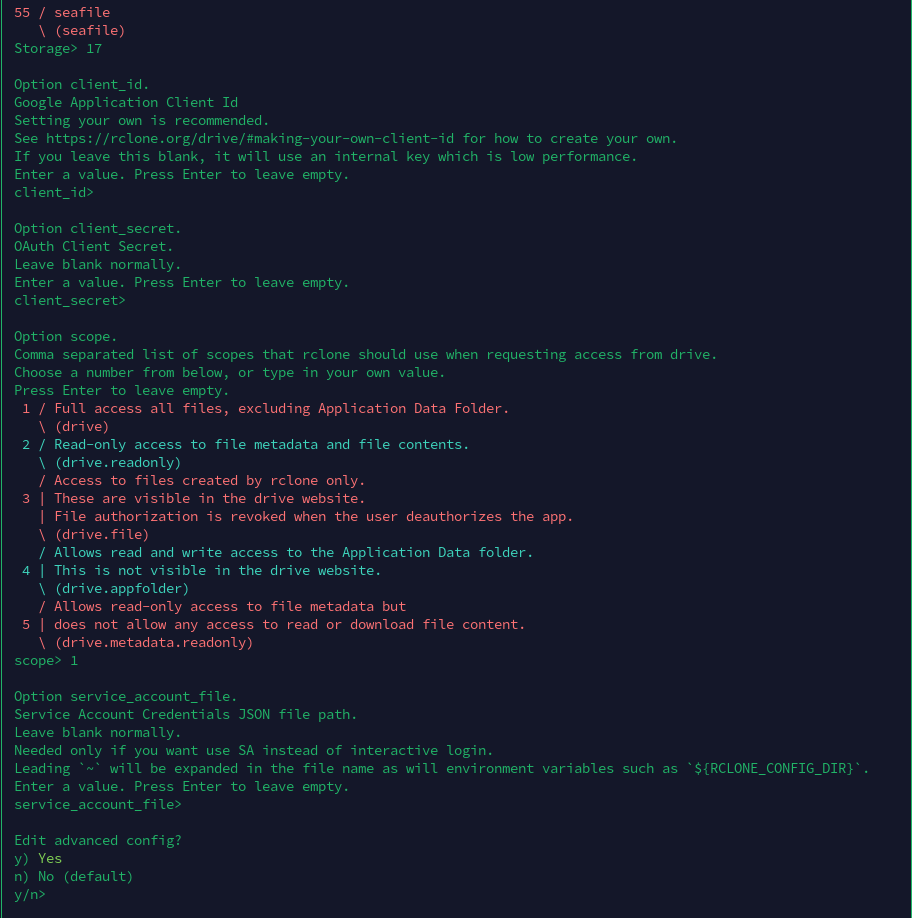 55 / seafile
   \ (seafile)
Storage> 17

Option client_id.
Google Application Client Id
Setting your own is recommended.
See https://rclone.org/drive/#making-your-own-client-id for how to create your own.
If you leave this blank, it will use an internal key which is low performance.
Enter a value. Press Enter to leave empty.
client_id>

Option client_secret.
OAuth Client Secret.
Leave blank normally.
Enter a value. Press Enter to leave empty.
client_secret>

Option scope.
Comma separated list of scopes that rclone should use when requesting access from drive.
Choose a number from below, or type in your own value.
Press Enter to leave empty.
 1 / Full access all files, excluding Application Data Folder.
   \ (drive)
 2 / Read-only access to file metadata and file contents.
   \ (drive.readonly)
   / Access to files created by rclone only.
 3 | These are visible in the drive website.
   | File authorization is revoked when the user deauthorizes the app.
   \ (drive.file)
   / Allows read and write access to the Application Data folder.
 4 | This is not visible in the drive website.
   \ (drive.appfolder)
   / Allows read-only access to file metadata but
 5 | does not allow any access to read or download file content.
   \ (drive.metadata.readonly)
scope> 1

Option service_account_file.
Service Account Credentials JSON file path.
Leave blank normally.
Needed only if you want use SA instead of interactive login.
Leading `~` will be expanded in the file name as will environment variables such as `${RCLONE_CONFIG_DIR}`.
Enter a value. Press Enter to leave empty.
service_account_file>

Edit advanced config?
y) Yes
n) No (default)
y/n>